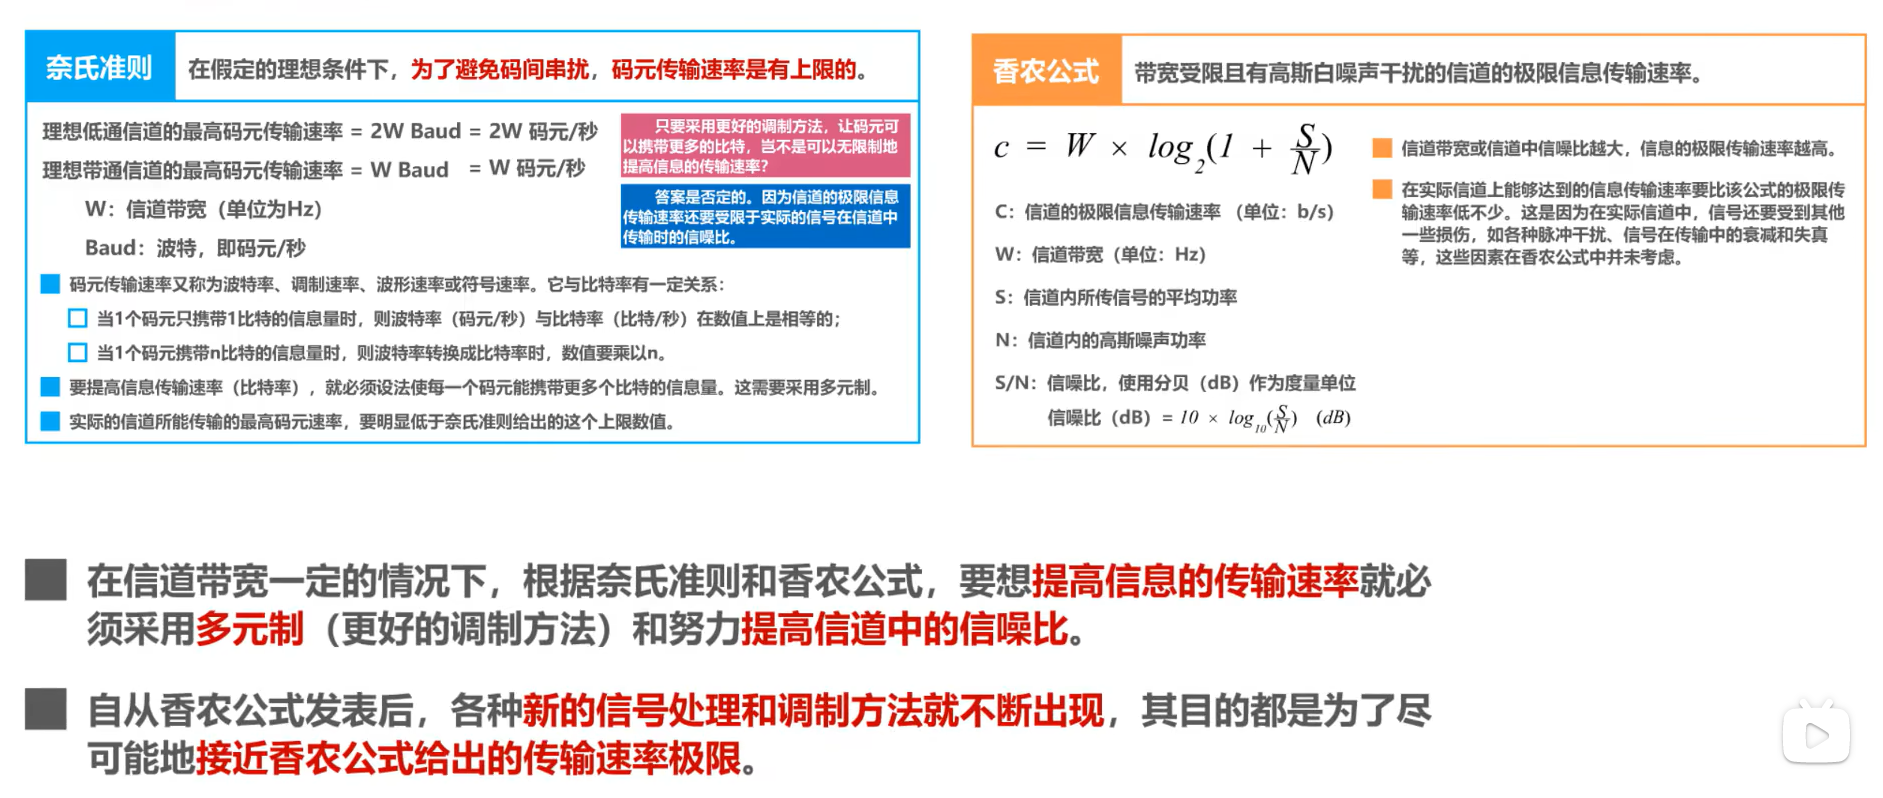 奈氏准则
在假定的理想条件下，为了避免码间串扰，码元传输速率是有上限的。
理想低通信道的最高码元传输速率 = 2W Baud = 2W 码元/秒
理想带通信道的最高码元传输速率 = W Baud = W 码元/秒
W：信道带宽（单位为Hz）
Baud：波特，即码元/秒
只要采用更好的调制方法，让码元可
以携带更多的比特，岂不是可以无限制地
提高信息的传输速率？
答案是否定的。因为信道的极限信息
传输速率还要受限于实际的信号在信道中
传输时的信噪比。
码元传输速率又称为波特率、调制速率、波形速率或符号速率。它与比特率有一定关系：
当1个码元只携带1比特的信息量时，则波特率（码元/秒）与比特率（比特/秒）在数值上是相等的；
当1个码元携带n比特的信息量时，则波特率转换成比特率时，数值要乘以n。
要提高信息传输速率（比特率），就必须设法使每一个码元能携带更多个比特的信息量。这需要采用多元制。
实际的信道所能传输的最高码元速率，要明显低于奈氏准则给出的这个上限数值。
香农公式
带宽受限且有高斯白噪声干扰的信道的极限信息传输速率。
c = W × log₂(1 + S/N)
C：信道的极限信息传输速率 （单位：b/s）
W：信道带宽（单位：Hz）
S：信道内所传信号的平均功率
N：信道内的高斯噪声功率
S/N：信噪比，使用分贝（dB）作为度量单位
信噪比（dB）= 10 × log₁₀(S/N) (dB)
信道带宽或信道中信噪比越大，信息的极限传输速率越高。
在实际信道上能够达到的信息传输速率要比该公式的极限传
输速率低不少。这是因为在实际信道中，信号还要受到其他
一些损伤，如各种脉冲干扰、信号在传输中的衰减和失真
等，这些因素在香农公式中并未考虑。
在信道带宽一定的情况下，根据奈氏准则和香农公式，要想提高信息的传输速率就必
须采用多元制（更好的调制方法）和努力提高信道中的信噪比。
自从香农公式发表后，各种新的信号处理和调制方法就不断出现，其目的都是为了尽
可能地接近香农公式给出的传输速率极限。